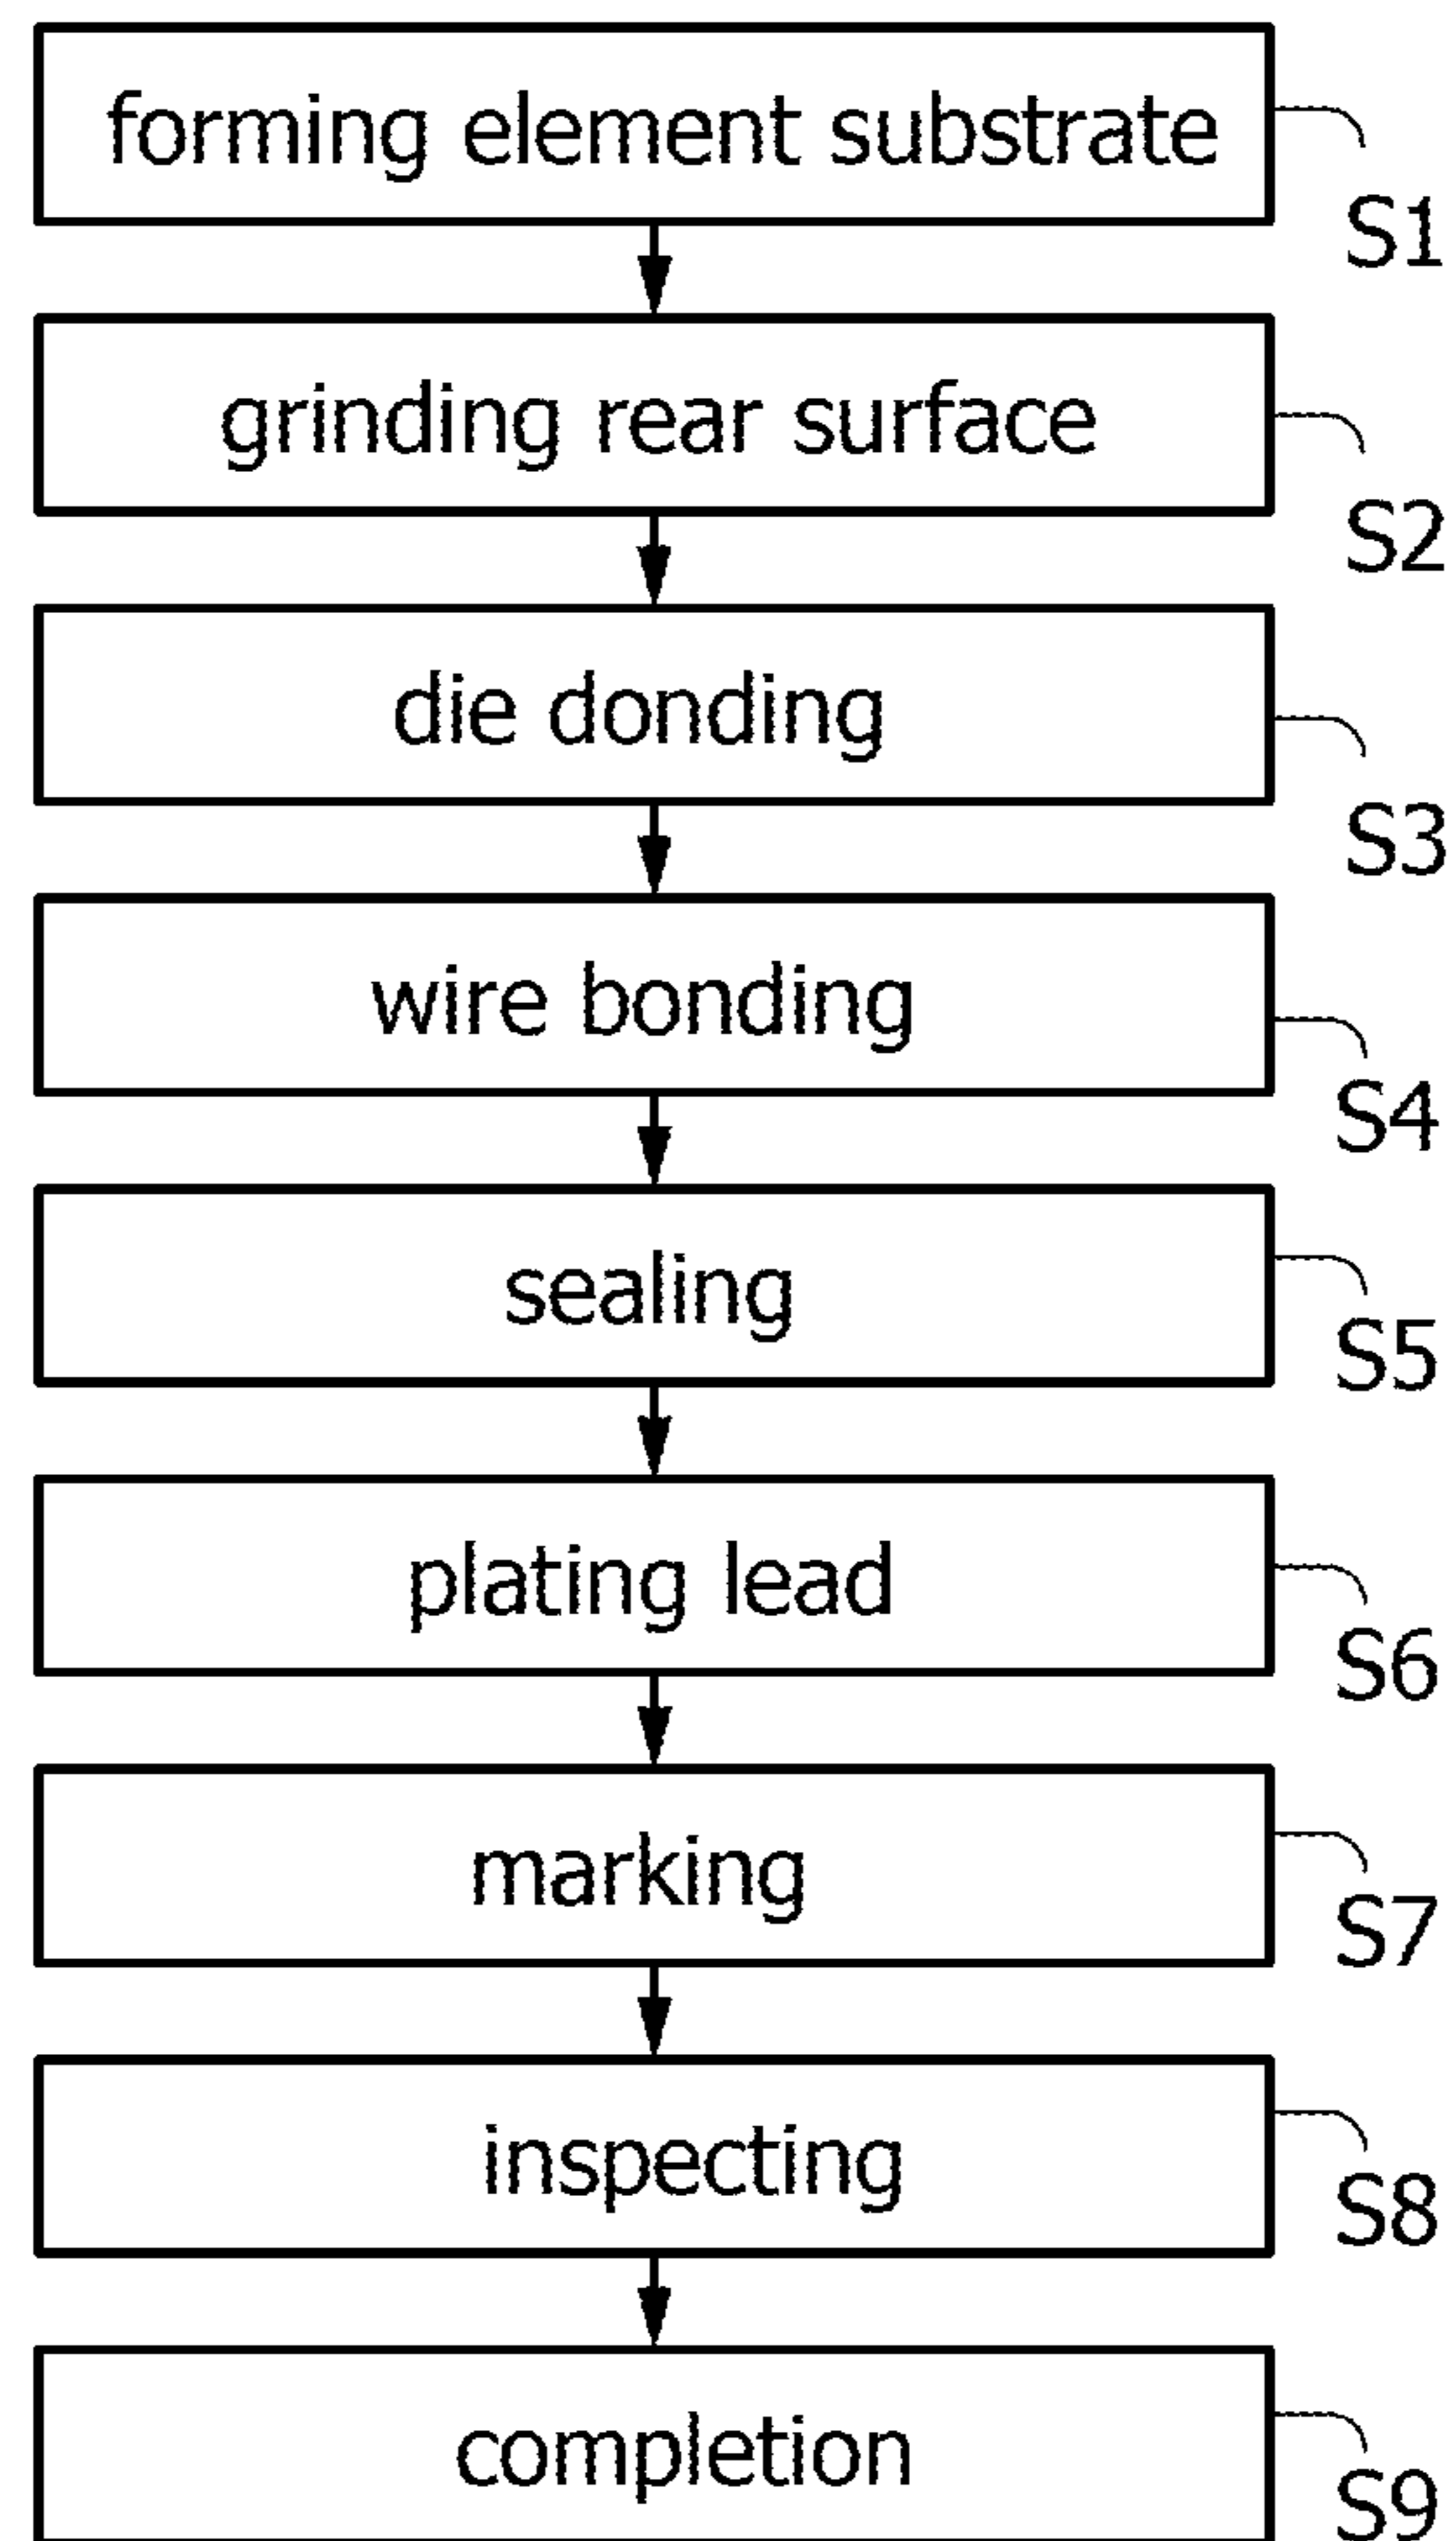 forming element substrate
S1
grinding rear surface
S2
die donding
S3
wire bonding
S4
sealing
S5
plating lead
S6
marking
S7
inspecting
S8
completion
S9